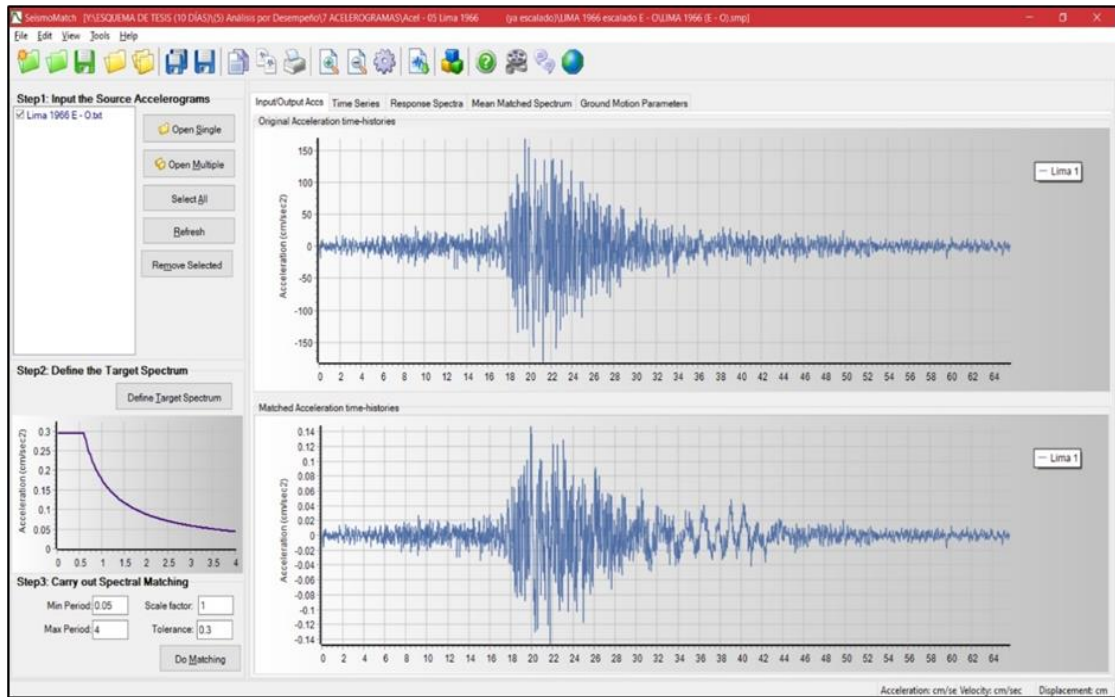 SeismoMatch [Y:\ESQUEMA DE TESIS (10 DÍAS)\(5) Análisis por Desempeño\7 ACELEROGRAMAS\Acel - 05 Lima 1966 (ya escalado)\LIMA 1966 escalado E - O\LIMA 1966 (E - O).smp]
File Edit View Tools Help
Step1: Input the Source Accelerograms
Lima 1966 E - O.txt
Open Single
Open Multiple
Select All
Refresh
Remove Selected
Input/Output Accs Time Series Response Spectra Mean Matched Spectrum Ground Motion Parameters
Original Acceleration time-histories
Acceleration (cm/sec2)
150
100
50
0
-50
-100
-150
0 2 4 6 8 10 12 14 16 18 20 22 24 26 28 30 32 34 36 38 40 42 44 46 48 50 52 54 56 58 60 62 64
Lima 1
Step2: Define the Target Spectrum
Define Target Spectrum
Acceleration (cm/sec2)
0.3
0.25
0.2
0.15
0.1
0.05
0
0 0.5 1 1.5 2 2.5 3 3.5 4
Step3: Carry out Spectral Matching
Min Period: 0.05 Scale factor: 1
Max Period: 4 Tolerance: 0.3
Do Matching
Matched Acceleration time-histories
Acceleration (cm/sec2)
0.14
0.12
0.1
0.08
0.06
0.04
0.02
0
-0.02
-0.04
-0.06
-0.08
-0.1
-0.12
-0.14
0 2 4 6 8 10 12 14 16 18 20 22 24 26 28 30 32 34 36 38 40 42 44 46 48 50 52 54 56 58 60 62 64
Lima 1
Acceleration: cm/se Velocity: cm/sec Displacement: cm